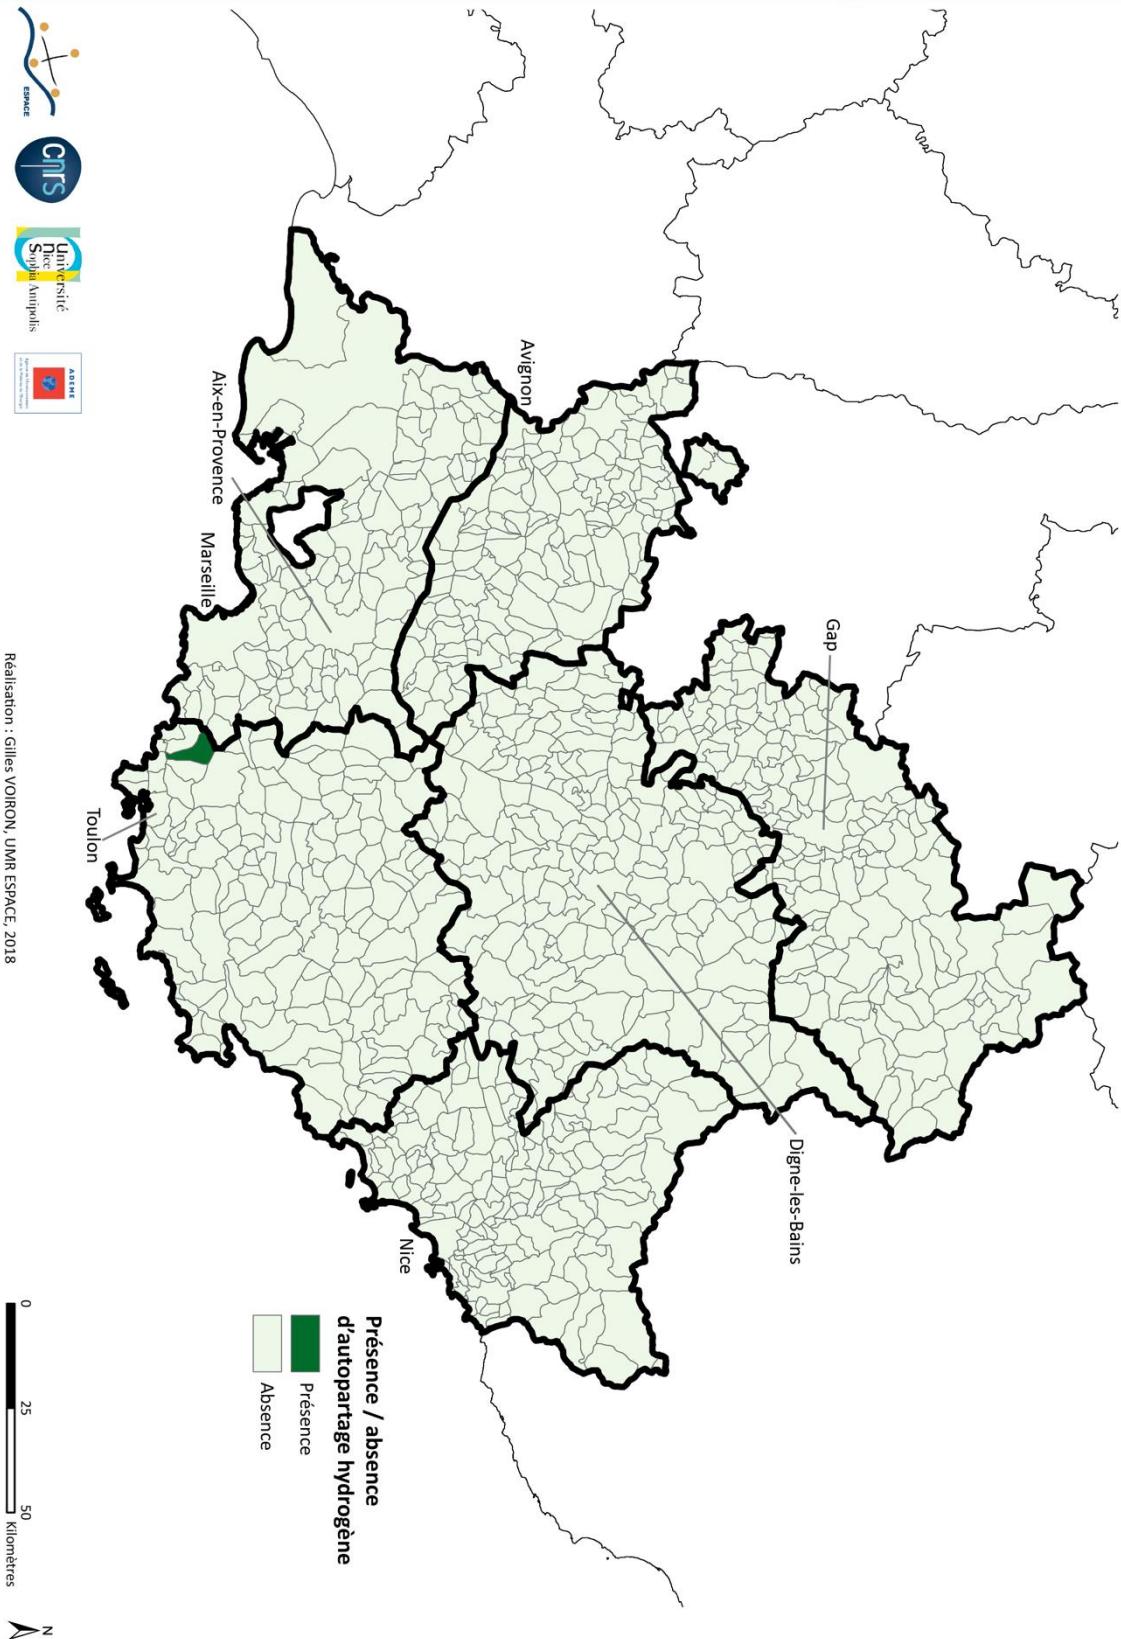 Gap
Avignon
Digne-les-Bains
Aix-en-Provence
Marseille
Nice
Toulon
Présence / absence
d'autopartage hydrogène
Présence
Absence
0 25 50
Kilomètres
N
ESPACE
cnrs
Université
nice
Sophia Antipolis
ADEME
Réalisation : Gilles VOIRON, UMR ESPACE, 2018